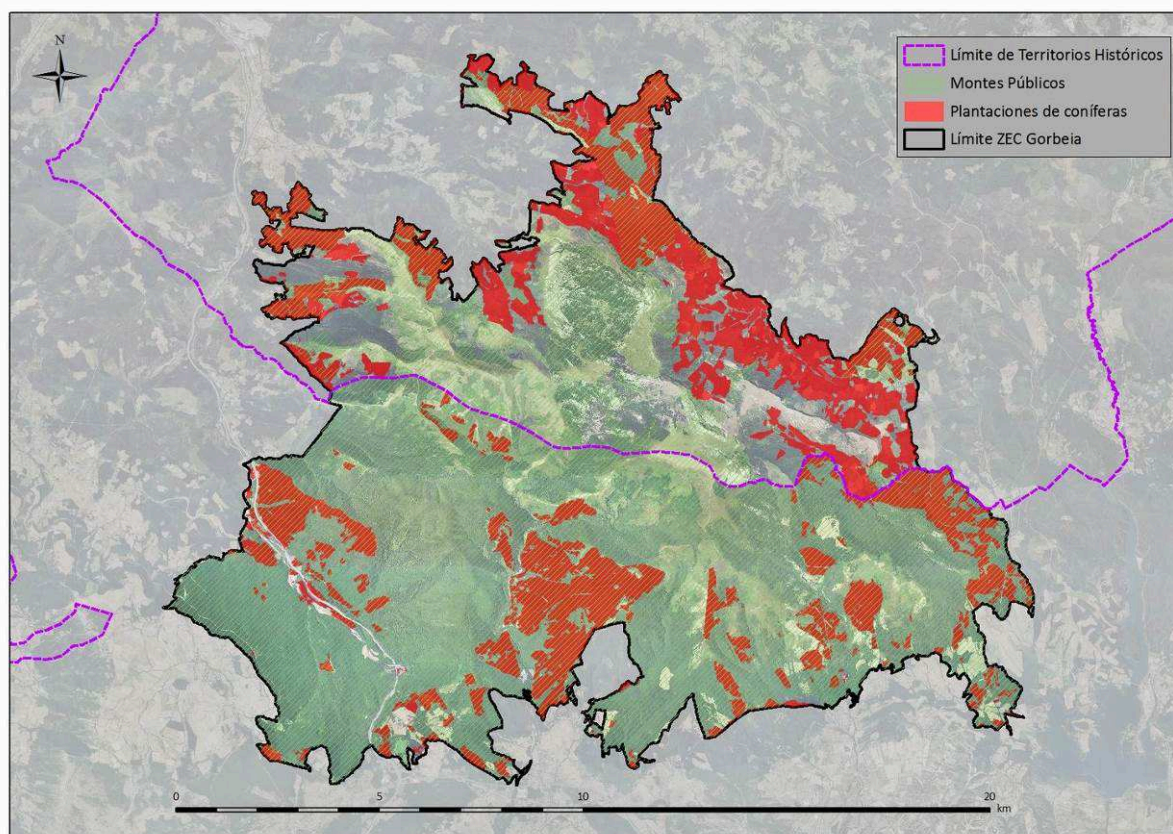 N
Límite de Territorios Históricos
Montes Públicos
Plantaciones de coníferas
Límite ZEC Gorbeia
0 5 10 20
km